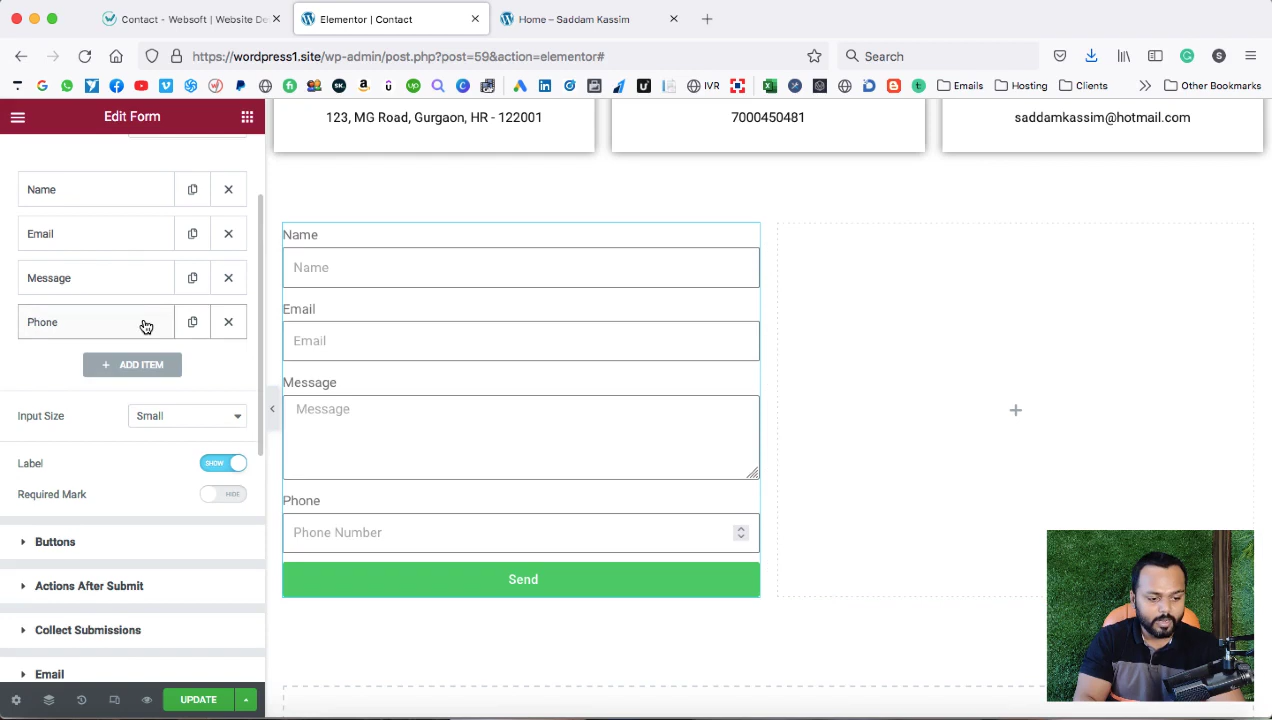 Contact - Websoft | Website De
Elementor | Contact
Home – Saddam Kassim
https://wordpress1.site/wp-admin/post.php?post=59&action=elementor#
Search
IVR
Emails
Hosting
Clients
Other Bookmarks
Edit Form
123, MG Road, Gurgaon, HR - 122001
7000450481
saddamkassim@hotmail.com
Name
Email
Message
Phone
+ ADD ITEM
Input Size
Small
Label
SHOW
Required Mark
HIDE
Buttons
Actions After Submit
Collect Submissions
Email
UPDATE
Name
Name
Email
Email
Message
Message
Phone
Phone Number
Send